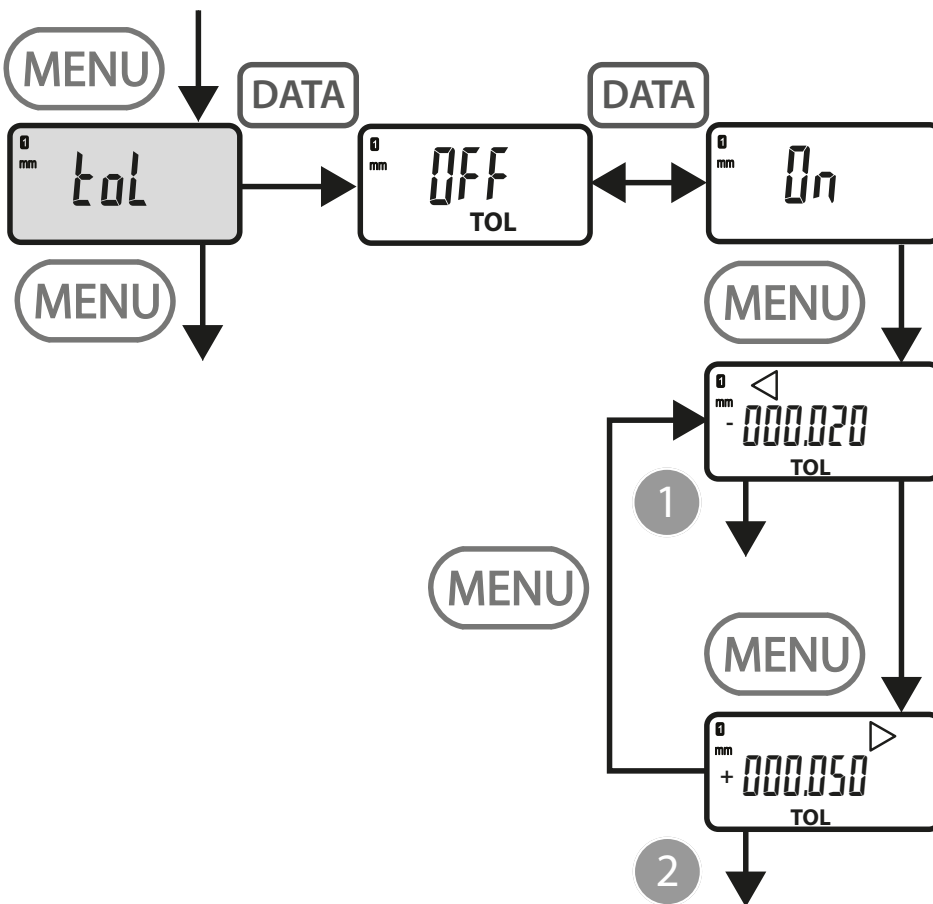 MENU
DATA
DATA
1
mm
toL
1
mm
OFF
TOL
1
mm
On
MENU
MENU
1
mm
- 000.020
TOL
1
MENU
MENU
1
mm
+ 000.050
TOL
2